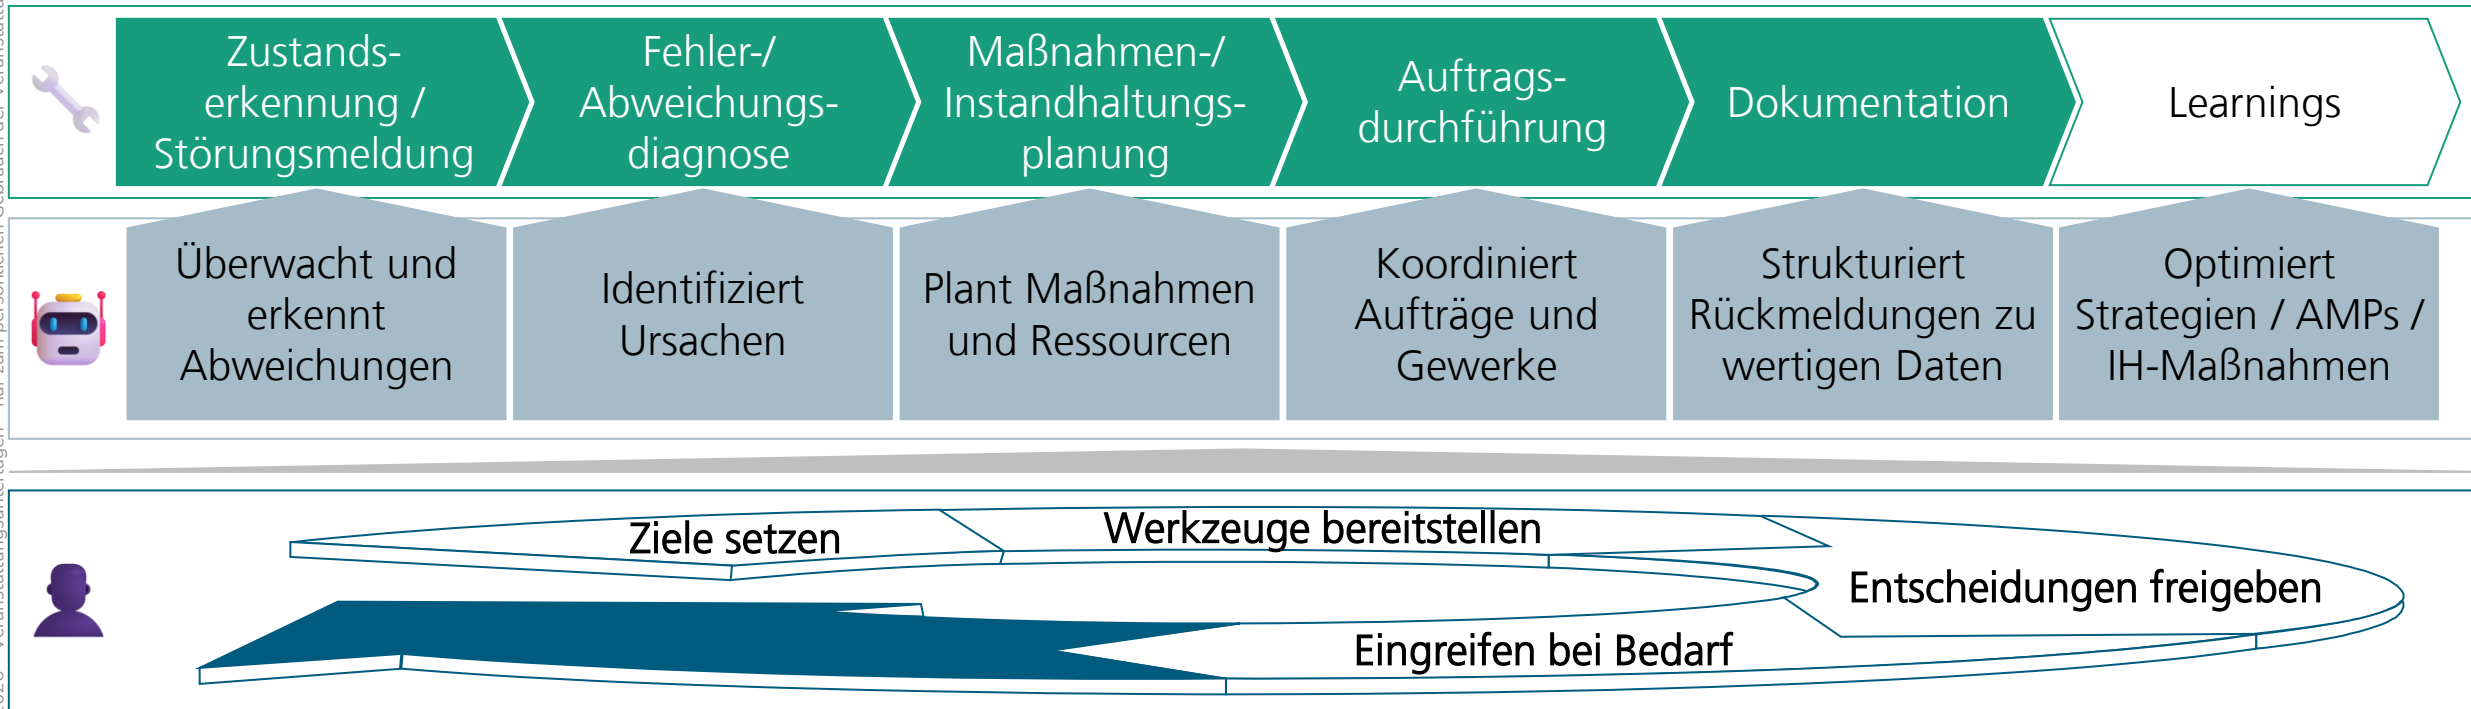 Zustands-
erkennung /
Störungsmeldung
Fehler-/
Abweichungs-
diagnose
Maßnahmen-/
Instandhaltungs-
planung
Auftrags-
durchführung
Dokumentation
Learnings
Überwacht und
erkennt
Abweichungen
Identifiziert
Ursachen
Plant Maßnahmen
und Ressourcen
Koordiniert
Aufträge und
Gewerke
Strukturiert
Rückmeldungen zu
wertigen Daten
Optimiert
Strategien / AMPs /
IH-Maßnahmen
Ziele setzen
Werkzeuge bereitstellen
Entscheidungen freigeben
Eingreifen bei Bedarf